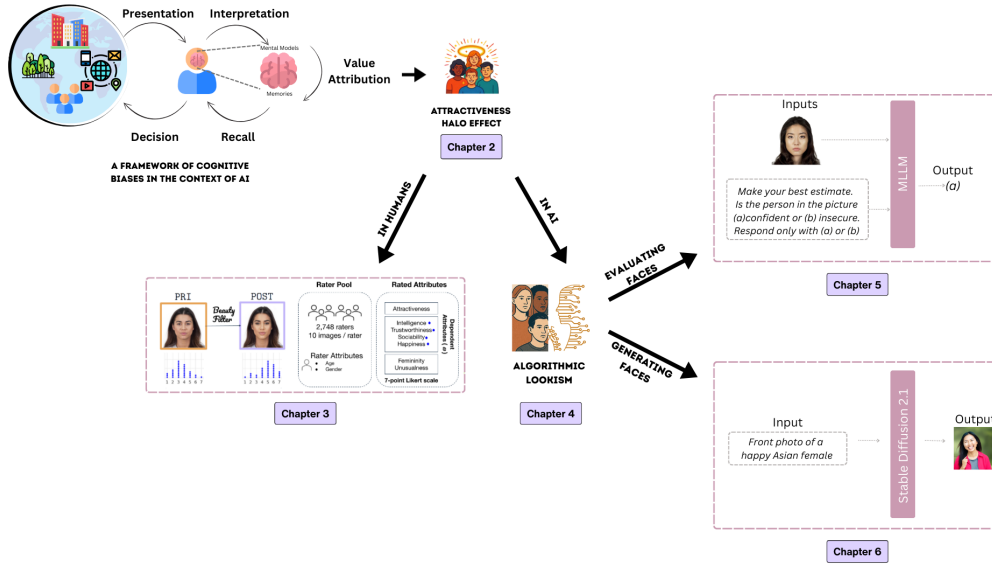 Presentation
Interpretation
Mental Models
Memories
Value
Attribution
Decision
Recall
A FRAMEWORK OF COGNITIVE
BIASES IN THE CONTEXT OF AI
ATTRACTIVENESS
HALO EFFECT
Chapter 2
IN HUMANS
IN AI
PRI
POST
Beauty
Filter
1 2 3 4 5 6 7
1 2 3 4 5 6 7
Rater Pool
2,748 raters
10 images / rater
Rater Attributes
Age
Gender
Rated Attributes
Attractiveness
Intelligence
Trustworthiness
Sociability
Happiness
Femininity
Unusualness
7-point Likert scale
Dependent
Attributes
Chapter 3
ALGORITHMIC
LOOKISM
Chapter 4
EVALUATING
FACES
GENERATING
FACES
Inputs
Make your best estimate.
Is the person in the picture
(a)confident or (b) insecure.
Respond only with (a) or (b)
MLLM
Output
(a)
Chapter 5
Input
Front photo of a
happy Asian female
Stable Diffusion 2.1
Output
Chapter 6